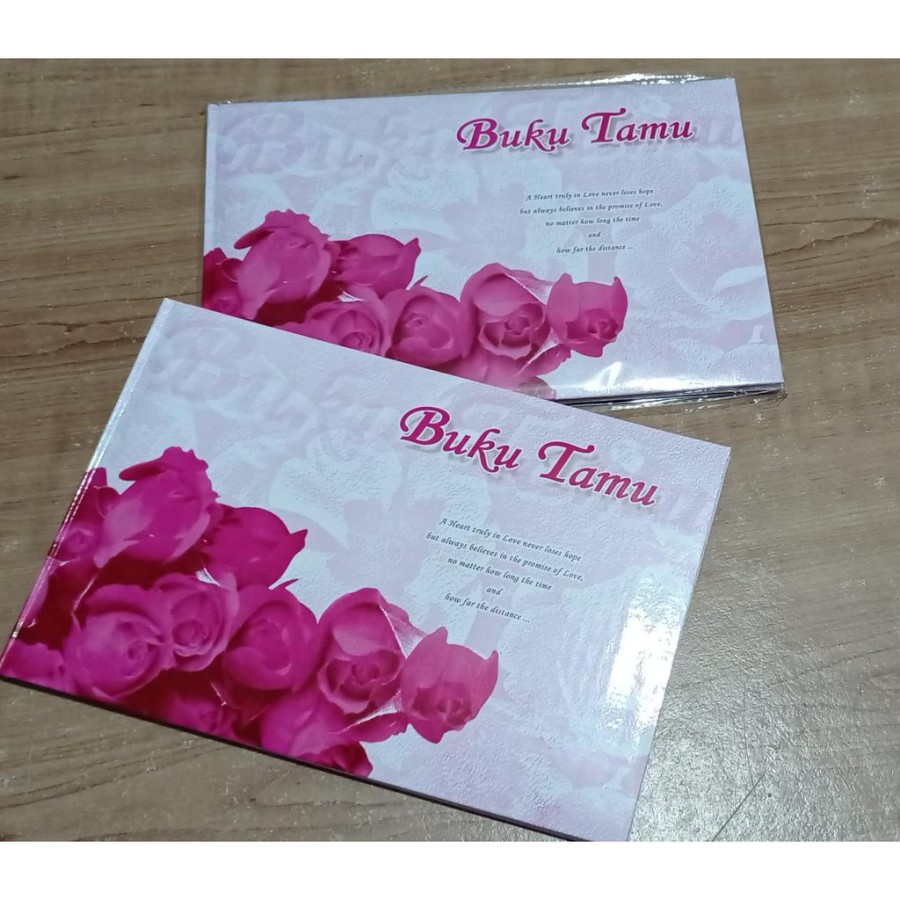 Buku Tamu
A Heart truly in Love never loses hope
but always believes in the promise of Love,
no matter how long the time
and
how far the distance ...
Buku Tamu
A Heart truly in Love never loses hope
but always believes in the promise of Love,
no matter how long the time
and
how far the distance ...